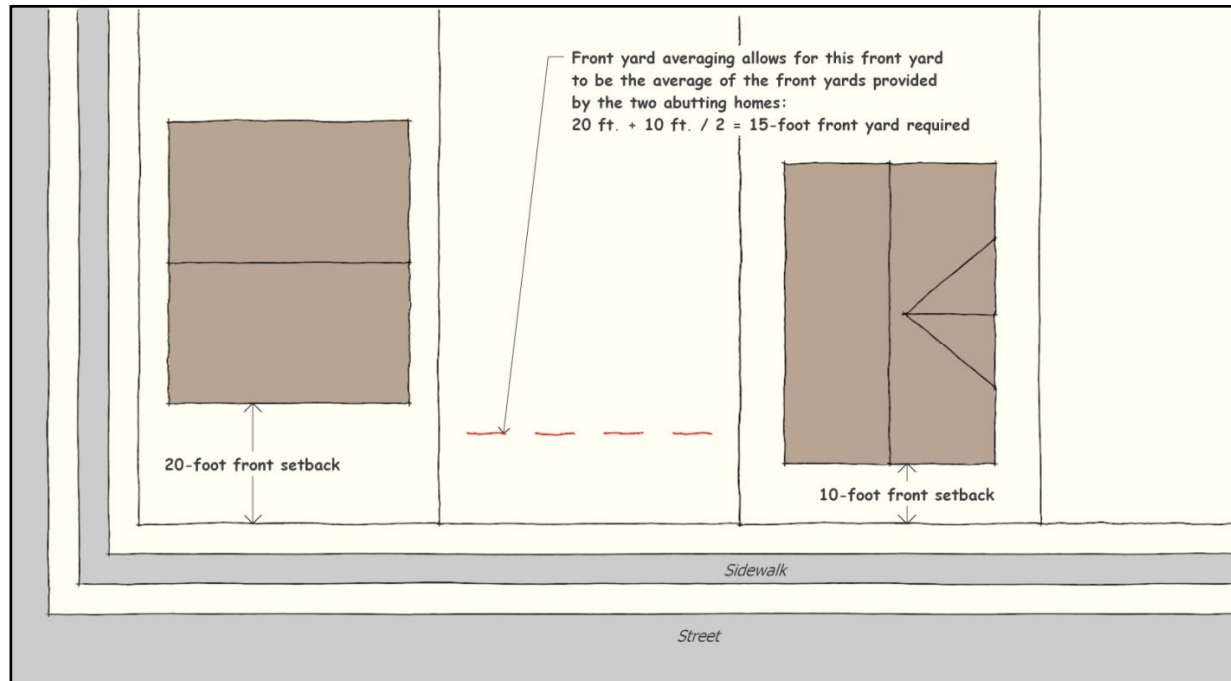 Front yard averaging allows for this front yard
to be the average of the front yards provided
by the two abutting homes:
20 ft. + 10 ft. / 2 = 15-foot front yard required
20-foot front setback
10-foot front setback
Sidewalk
Street